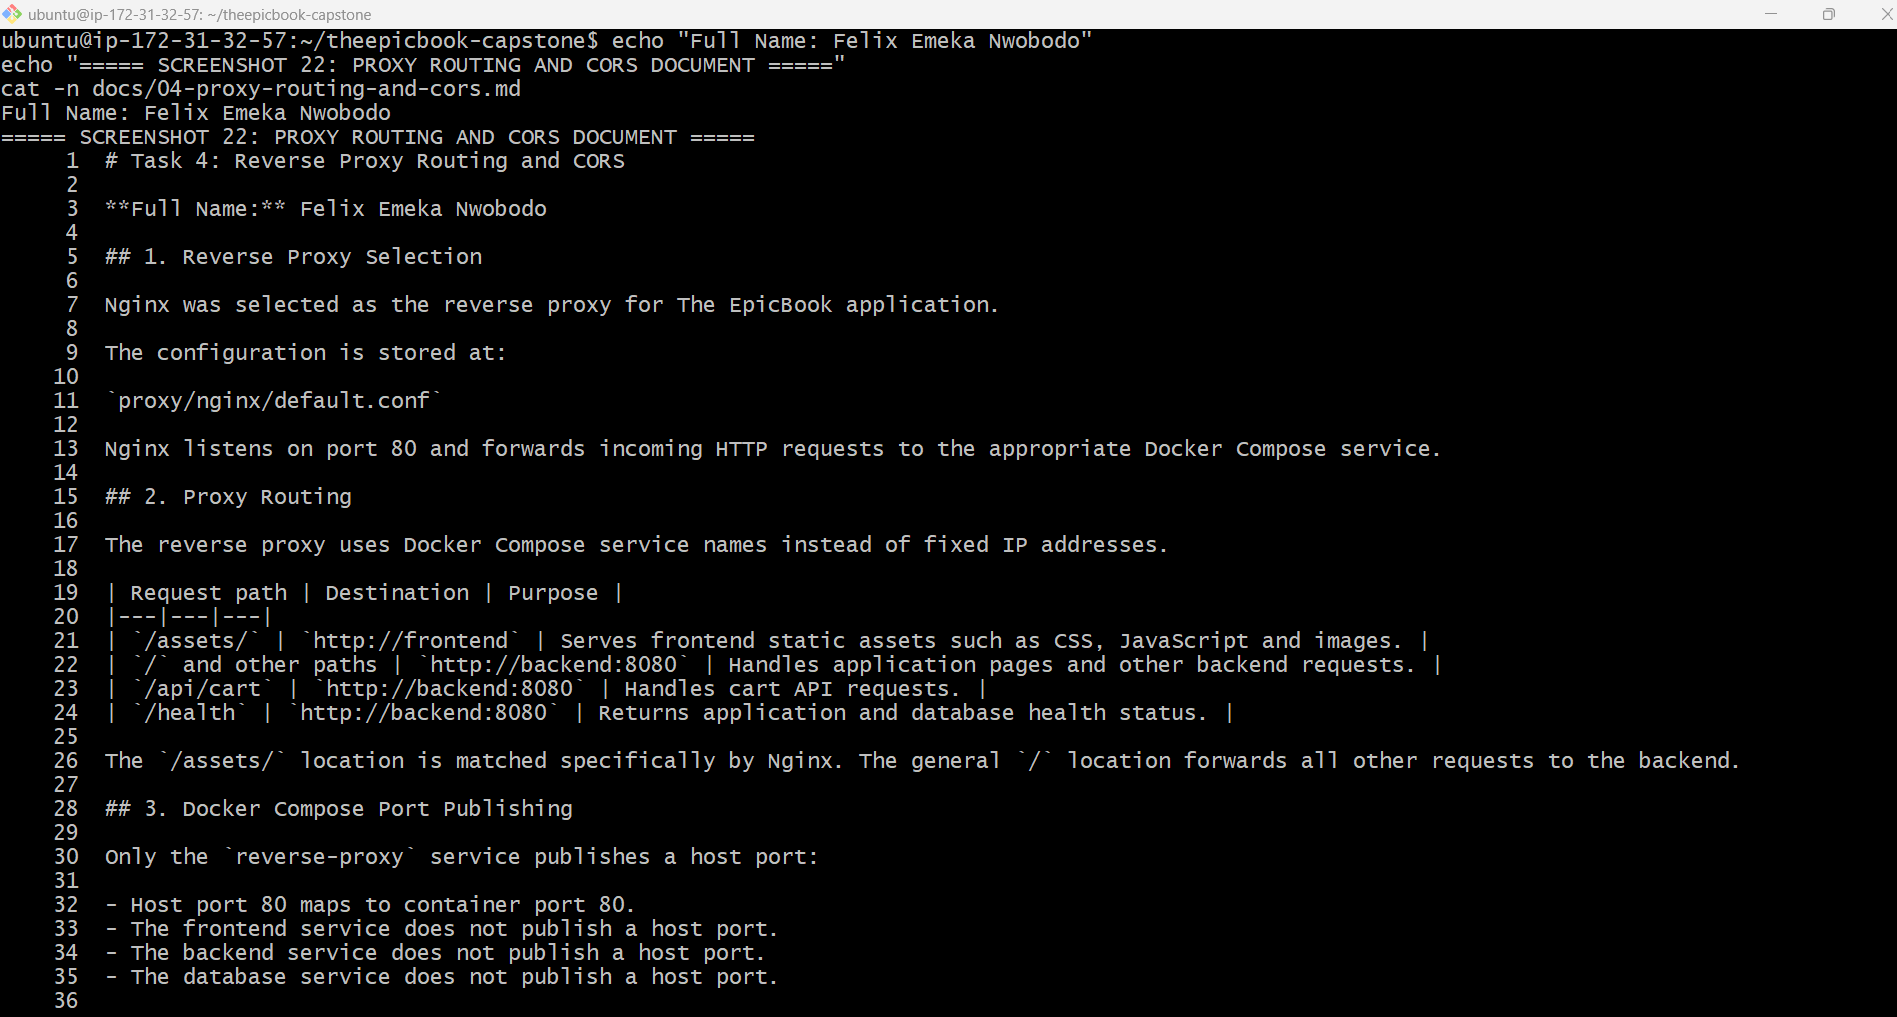 ubuntu@ip-172-31-32-57: ~/theepicbook-capstone
ubuntu@ip-172-31-32-57:~/theepicbook-capstone$ echo "Full Name: Felix Emeka Nwobodo"
echo "===== SCREENSHOT 22: PROXY ROUTING AND CORS DOCUMENT ====="
cat -n docs/04-proxy-routing-and-cors.md
Full Name: Felix Emeka Nwobodo
===== SCREENSHOT 22: PROXY ROUTING AND CORS DOCUMENT =====
1 # Task 4: Reverse Proxy Routing and CORS
2
3 **Full Name:** Felix Emeka Nwobodo
4
5 ## 1. Reverse Proxy Selection
6
7 Nginx was selected as the reverse proxy for The EpicBook application.
8
9 The configuration is stored at:
10
11 `proxy/nginx/default.conf`
12
13 Nginx listens on port 80 and forwards incoming HTTP requests to the appropriate Docker Compose service.
14
15 ## 2. Proxy Routing
16
17 The reverse proxy uses Docker Compose service names instead of fixed IP addresses.
18
19 | Request path | Destination | Purpose |
20 |---|---|---|
21 | `/assets/` | `http://frontend` | Serves frontend static assets such as CSS, JavaScript and images. |
22 | `/` and other paths | `http://backend:8080` | Handles application pages and other backend requests. |
23 | `/api/cart` | `http://backend:8080` | Handles cart API requests. |
24 | `/health` | `http://backend:8080` | Returns application and database health status. |
25
26 The `/assets/` location is matched specifically by Nginx. The general `/` location forwards all other requests to the backend.
27
28 ## 3. Docker Compose Port Publishing
29
30 Only the `reverse-proxy` service publishes a host port:
31
32 - Host port 80 maps to container port 80.
33 - The frontend service does not publish a host port.
34 - The backend service does not publish a host port.
35 - The database service does not publish a host port.
36